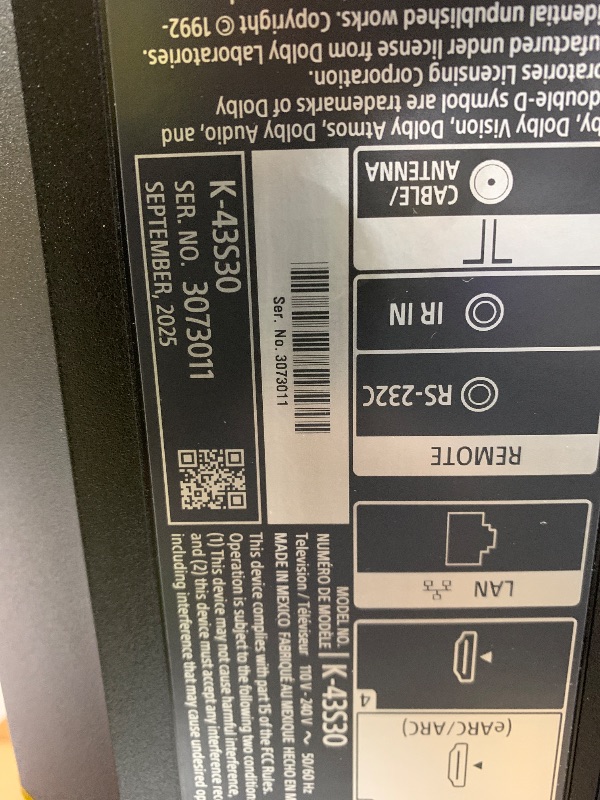 by, Dolby Vision, Dolby Atmos, Dolby Audio, and
double-D symbol are trademarks of Dolby
oratories Licensing Corporation.
ufactured under license from Dolby Laboratories.
idential unpublished works. Copyright © 1992-
K-43S30
SER. NO. 3073011
SEPTEMBER, 2025
Ser. No. 3073011
CABLE/
ANTENNA
IR IN
RS-232C
REMOTE
LAN
4
(eARC/ARC)
MODEL NO.
NUMÉRO DE MODÈLE
K-43S30
Television / Téléviseur 110 V - 240 V ~ 50/60 Hz
MADE IN MEXICO FABRIQUÉ AU MEXIQUE HECHO EN M
This device complies with part 15 of the FCC Rules.
Operation is subject to the following two condition
(1) This device may not cause harmful interference,
and (2) this device must accept any interference rec
including interference that may cause undesired op